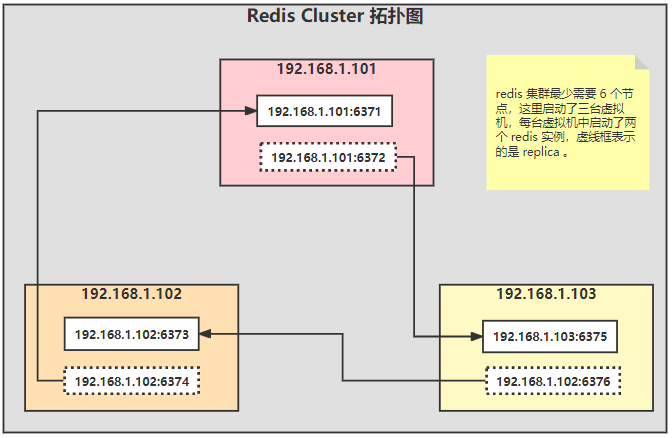 Redis Cluster 拓扑图
192.168.1.101
192.168.1.101:6371
192.168.1.101:6372
redis 集群最少需要 6 个节
点，这里启动了三台虚拟
机，每台虚拟机中启动了两
个 redis 实例，虚线框表示
的是 replica 。
192.168.1.102
192.168.1.102:6373
192.168.1.102:6374
192.168.1.103
192.168.1.103:6375
192.168.1.102:6376